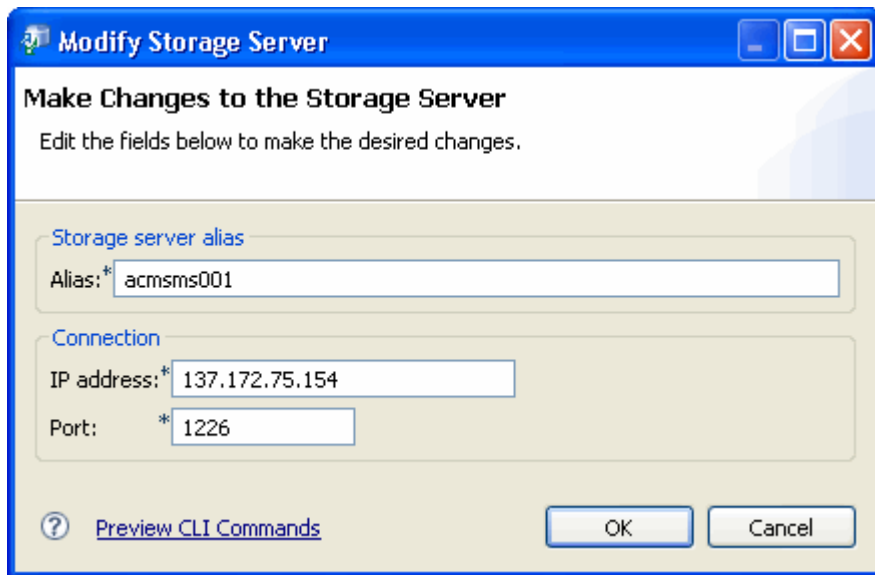 Modify Storage Server
Make Changes to the Storage Server
Edit the fields below to make the desired changes.
Storage server alias
Alias:* acmsms001
Connection
IP address:* 137.172.75.154
Port: * 1226
? Preview CLI Commands OK Cancel